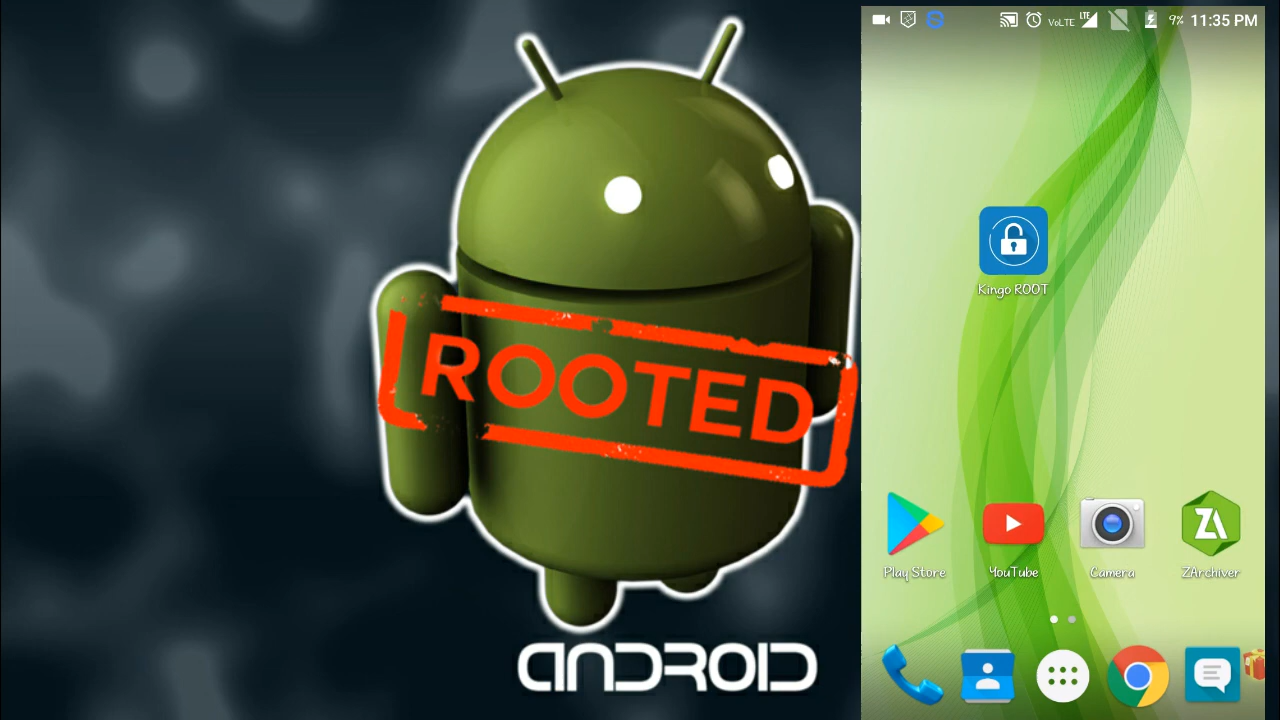 VoLTE LTE 9% 11:35 PM
Kingo ROOT
ROOTED
Play Store YouTube Camera ZArchiver
ANDROID